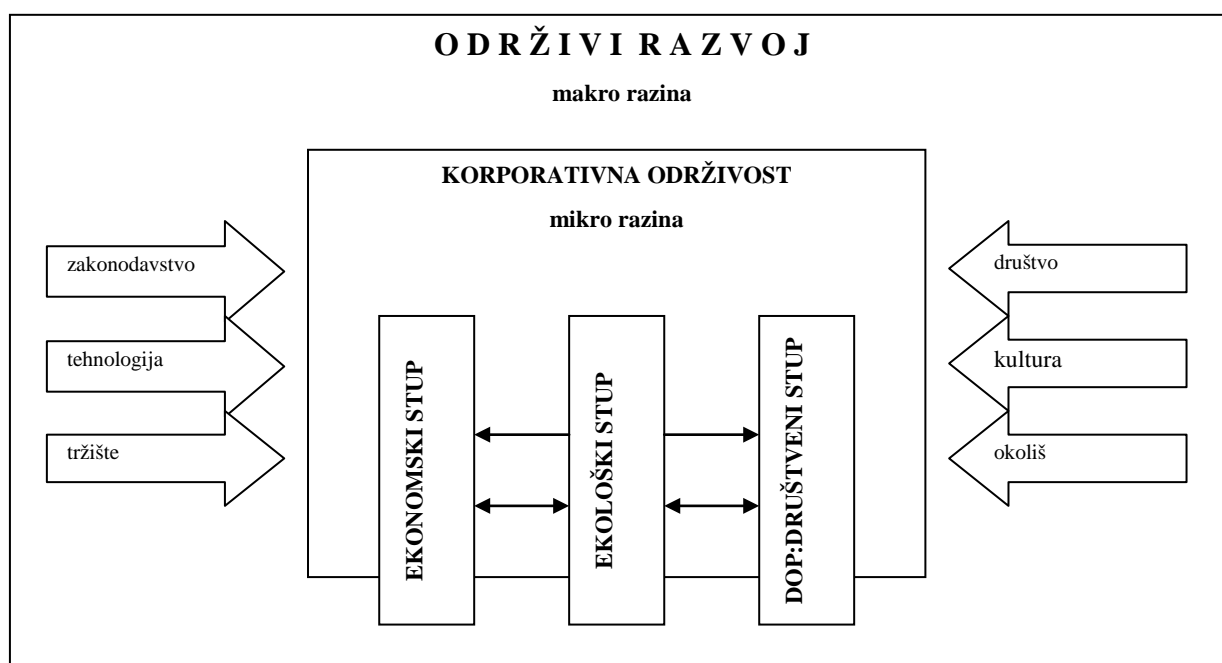 O D R Ž I V I R A Z V O J
makro razina
KORPORATIVNA ODRŽIVOST
mikro razina
zakonodavstvo
tehnologija
tržište
EKONOMSKI STUP
EKOLOŠKI STUP
DOP:DRUŠTVENI STUP
društvo
kultura
okoliš